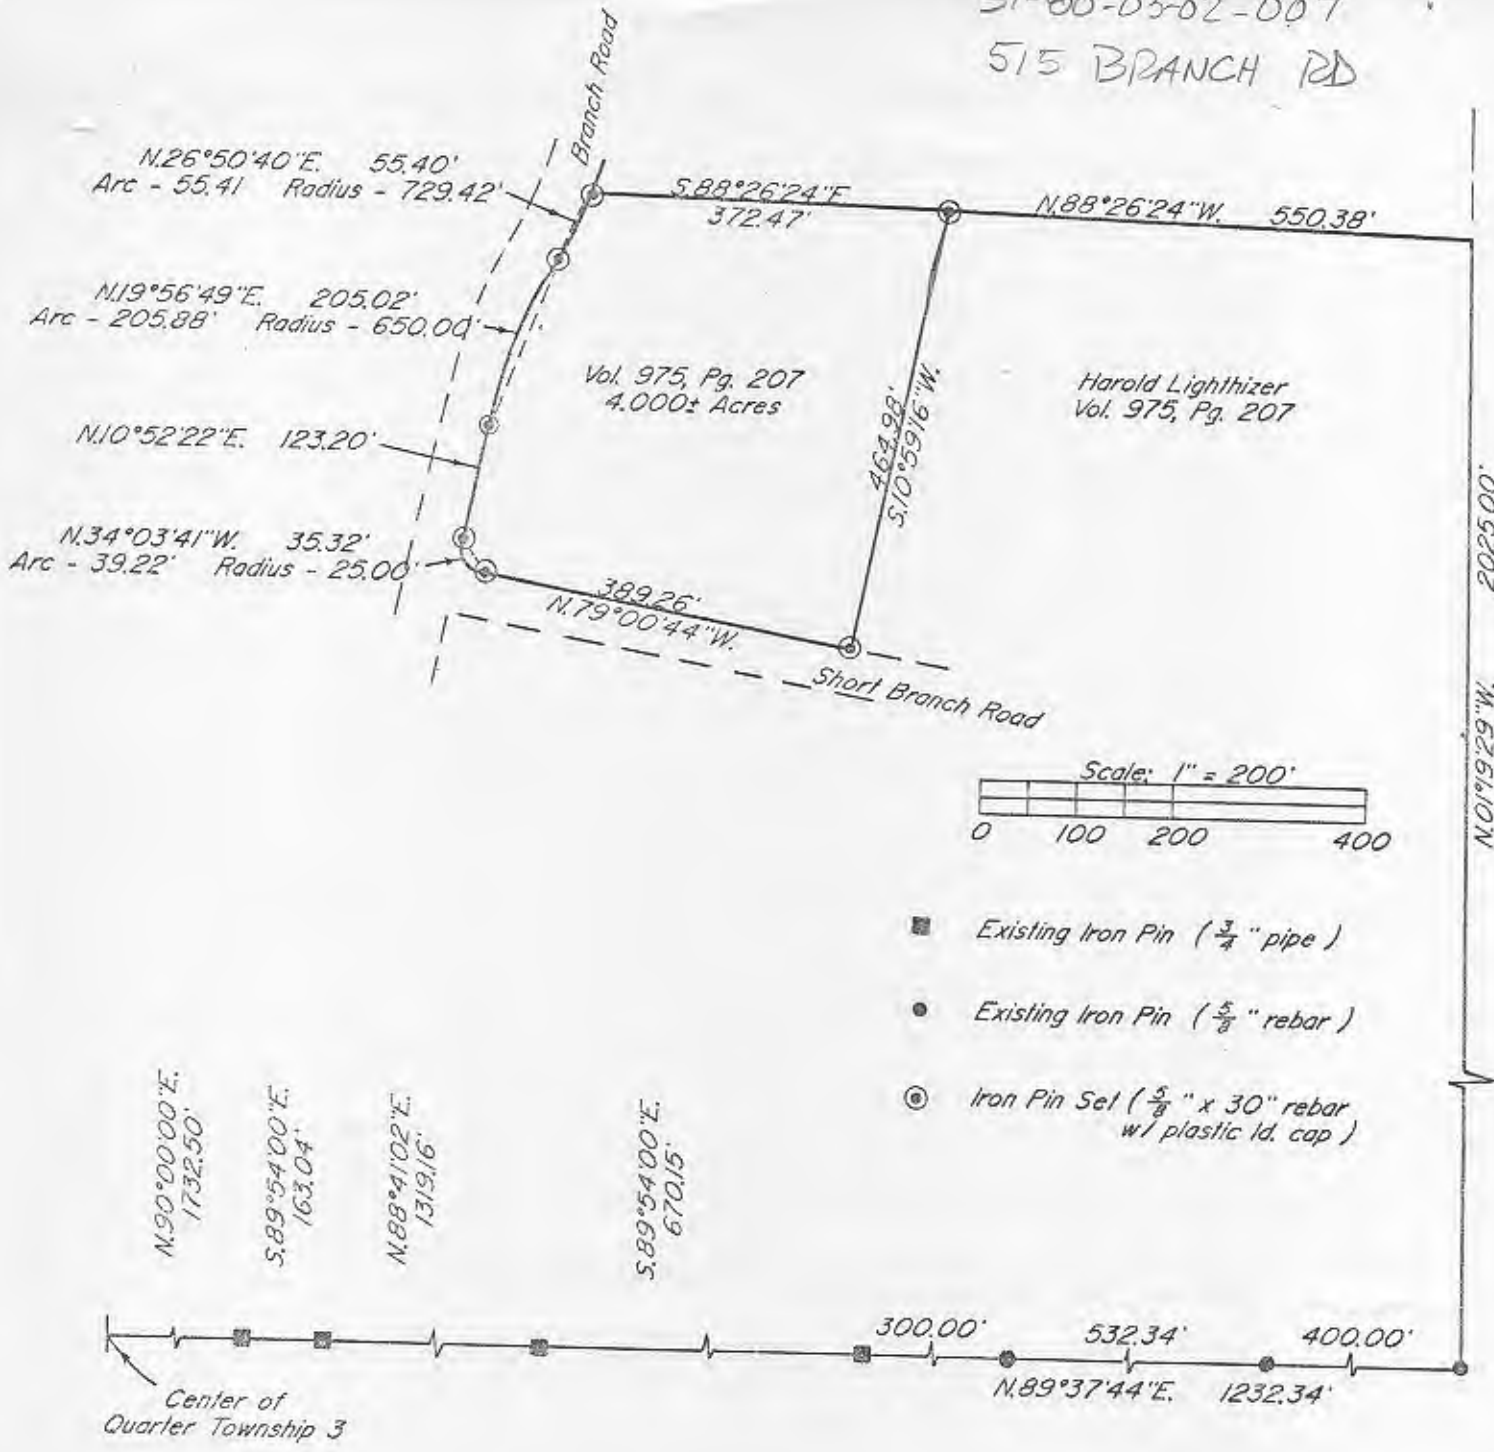 515 BRANCH RD
Branch Road
N.26°50'40"E. 55.40'
Arc - 55.41 Radius - 729.42'
S.88°26'24"E
372.47'
N.88°26'24"W. 550.38'
N.19°56'49"E. 205.02'
Arc - 205.88' Radius - 650.00'
Vol. 975, Pg. 207
4.000± Acres
Harold Lighthizer
Vol. 975, Pg. 207
464.98'
S.10°59'16"W.
N.10°52'22"E. 123.20'
N.34°03'41"W. 35.32'
Arc - 39.22' Radius - 25.00'
389.26'
N.79°00'44"W.
Short Branch Road
N.01°19'29"W. 2025.00'
Scale: 1" = 200'
0 100 200 400
Existing Iron Pin ( 3/4 " pipe )
Existing Iron Pin ( 5/8 " rebar )
Iron Pin Set ( 5/8 " x 30" rebar
w/ plastic Id. cap )
N.90°00'00"E.
1732.50'
S.89°54'00"E.
163.04'
N.88°41'02"E.
1319.16'
S.89°54'00"E.
670.15'
300.00' 532.34' 400.00'
N.89°37'44"E. 1232.34'
Center of
Quarter Township 3